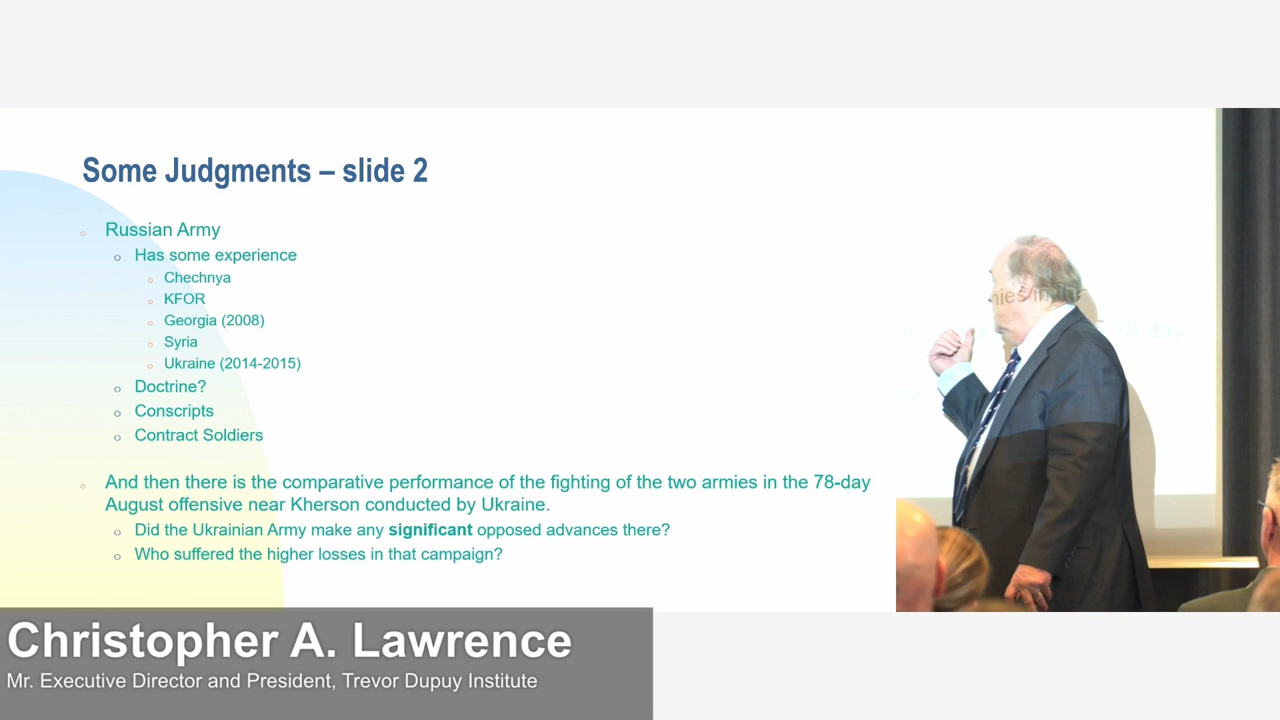 Some Judgments – slide 2
Russian Army
Has some experience
Chechnya
KFOR
Georgia (2008)
Syria
Ukraine (2014-2015)
Doctrine?
Conscripts
Contract Soldiers
And then there is the comparative performance of the fighting of the two armies in the 78-day
August offensive near Kherson conducted by Ukraine.
Did the Ukrainian Army make any significant opposed advances there?
Who suffered the higher losses in that campaign?
78-day
Christopher A. Lawrence
Mr. Executive Director and President, Trevor Dupuy Institute